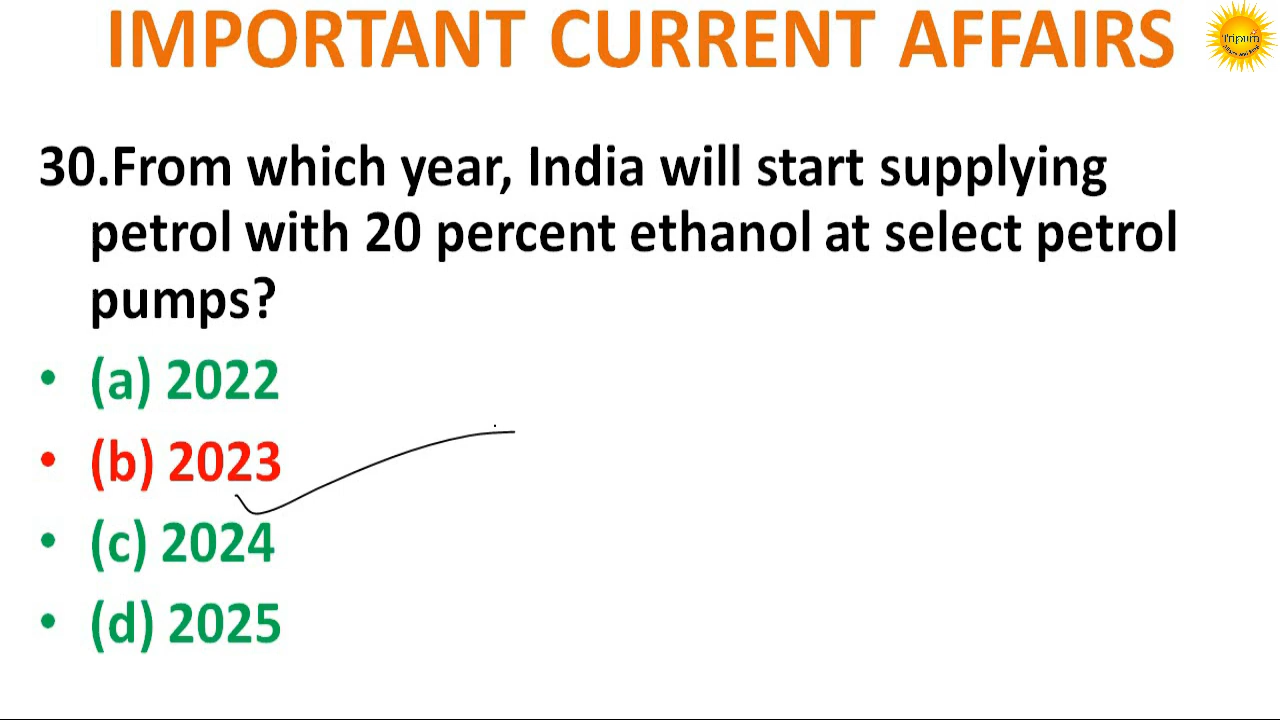 IMPORTANT CURRENT AFFAIRS
Tripura
30.From which year, India will start supplying
petrol with 20 percent ethanol at select petrol
pumps?
• (a) 2022
• (b) 2023
• (c) 2024
• (d) 2025